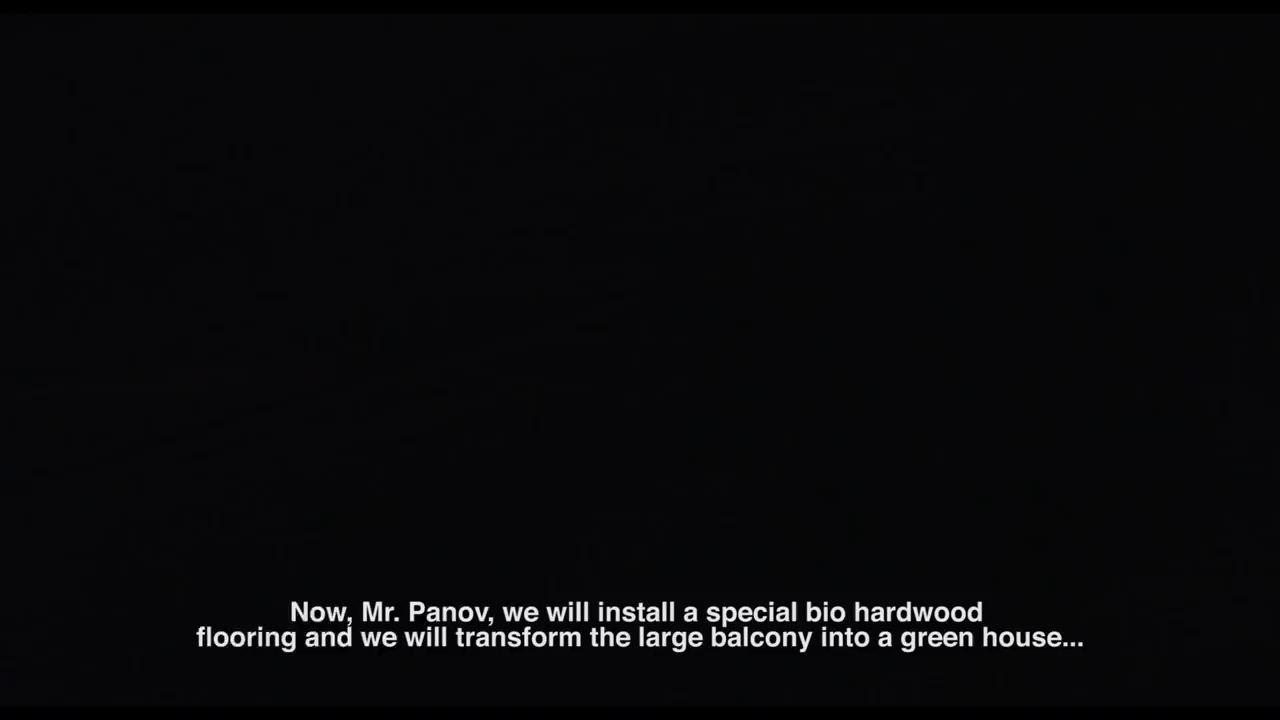 Now, Mr. Panov, we will install a special bio hardwood
flooring and we will transform the large balcony into a green house...